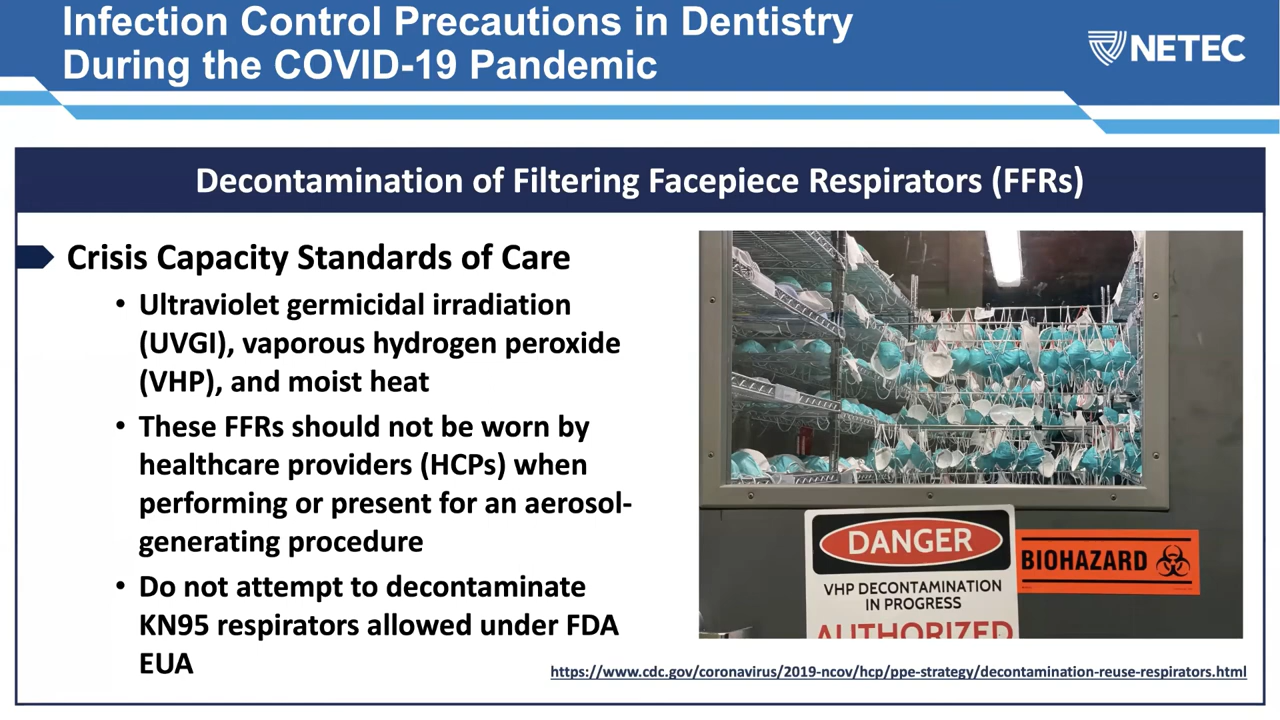 Infection Control Precautions in Dentistry
During the COVID-19 Pandemic
NETEC
Decontamination of Filtering Facepiece Respirators (FFRs)
Crisis Capacity Standards of Care
• Ultraviolet germicidal irradiation
(UVGI), vaporous hydrogen peroxide
(VHP), and moist heat
• These FFRs should not be worn by
healthcare providers (HCPs) when
performing or present for an aerosol-
generating procedure
• Do not attempt to decontaminate
KN95 respirators allowed under FDA
EUA
DANGER
VHP DECONTAMINATION
IN PROGRESS
AUTHORIZED
BIOHAZARD
https://www.cdc.gov/coronavirus/2019-ncov/hcp/ppe-strategy/decontamination-reuse-respirators.html